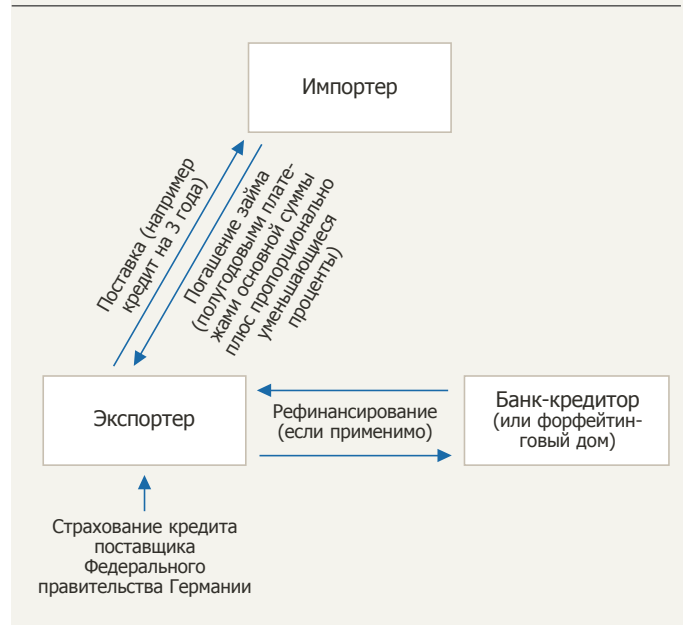 Импортер
Поставка (например
кредит на 3 года)
Погашение займа
(полугодовыми плате-
жами основной суммы
плюс пропорционально
уменьшающиеся
проценты)
Экспортер
Рефинансирование
(если применимо)
Банк-кредитор
(или форфейтин-
говый дом)
Страхование кредита
поставщика
Федерального
правительства Германии